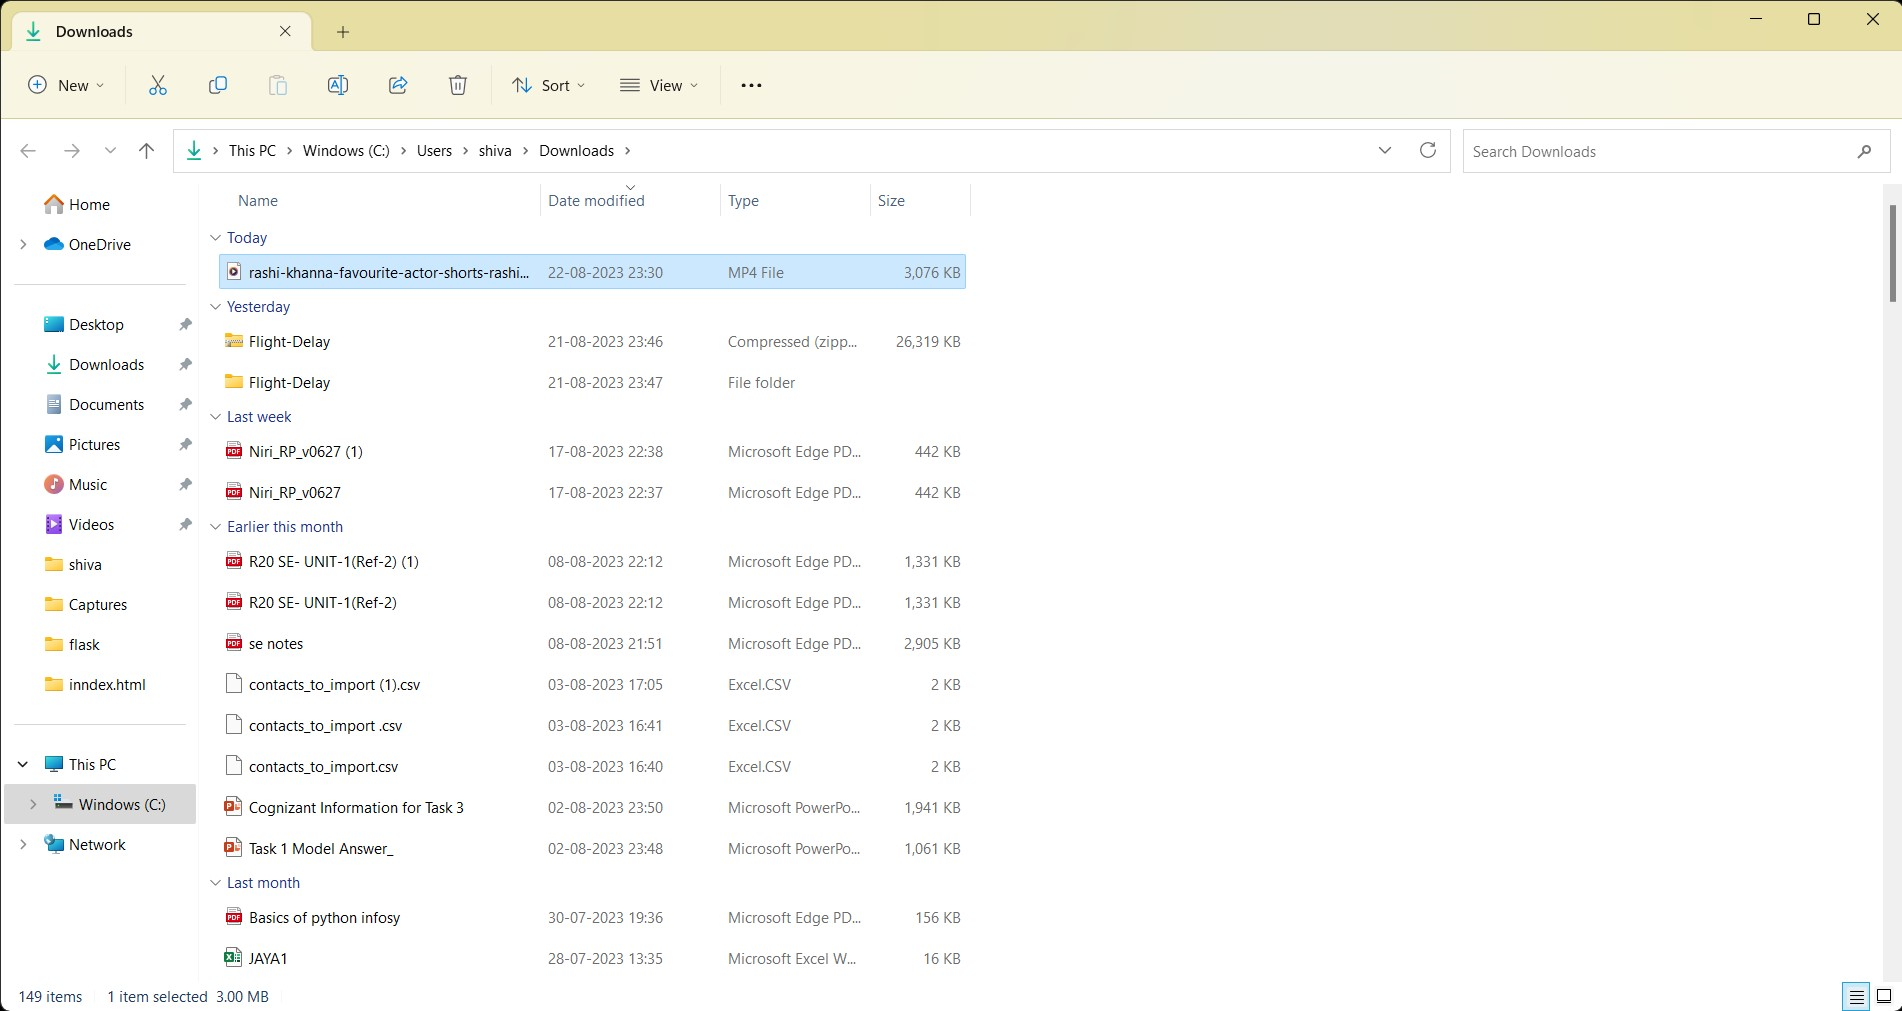 Downloads
New
Sort
View
This PC > Windows (C:) > Users > shiva > Downloads >
Search Downloads
Home
OneDrive
Desktop
Downloads
Documents
Pictures
Music
Videos
shiva
Captures
flask
inndex.html
This PC
Windows (C:)
Network
Name Date modified Type Size
Today
rashi-khanna-favourite-actor-shorts-rashi... 22-08-2023 23:30 MP4 File 3,076 KB
Yesterday
Flight-Delay 21-08-2023 23:46 Compressed (zipp... 26,319 KB
Flight-Delay 21-08-2023 23:47 File folder
Last week
Niri_RP_v0627 (1) 17-08-2023 22:38 Microsoft Edge PD... 442 KB
Niri_RP_v0627 17-08-2023 22:37 Microsoft Edge PD... 442 KB
Earlier this month
R20 SE- UNIT-1(Ref-2) (1) 08-08-2023 22:12 Microsoft Edge PD... 1,331 KB
R20 SE- UNIT-1(Ref-2) 08-08-2023 22:12 Microsoft Edge PD... 1,331 KB
se notes 08-08-2023 21:51 Microsoft Edge PD... 2,905 KB
contacts_to_import (1).csv 03-08-2023 17:05 Excel.CSV 2 KB
contacts_to_import .csv 03-08-2023 16:41 Excel.CSV 2 KB
contacts_to_import.csv 03-08-2023 16:40 Excel.CSV 2 KB
Cognizant Information for Task 3 02-08-2023 23:50 Microsoft PowerPo... 1,941 KB
Task 1 Model Answer_ 02-08-2023 23:48 Microsoft PowerPo... 1,061 KB
Last month
Basics of python infosy 30-07-2023 19:36 Microsoft Edge PD... 156 KB
JAYA1 28-07-2023 13:35 Microsoft Excel W... 16 KB
149 items 1 item selected 3.00 MB